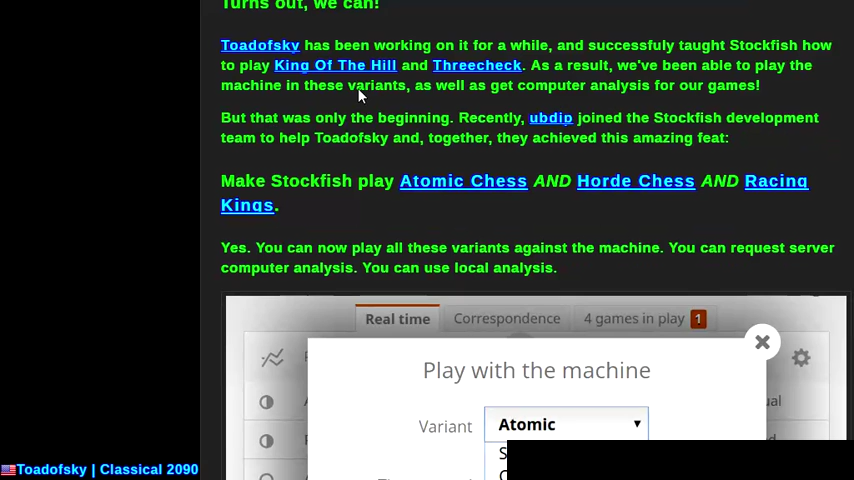 Turns out, we can!
Toadofsky has been working on it for a while, and successfuly taught Stockfish how
to play King Of The Hill and Threecheck. As a result, we've been able to play the
machine in these variants, as well as get computer analysis for our games!
But that was only the beginning. Recently, ubdip joined the Stockfish development
team to help Toadofsky and, together, they achieved this amazing feat:
Make Stockfish play Atomic Chess AND Horde Chess AND Racing
Kings.
Yes. You can now play all these variants against the machine. You can request server
computer analysis. You can use local analysis.
Real time Correspondence 4 games in play 1
Play with the machine
Variant Atomic
Toadofsky | Classical 2090